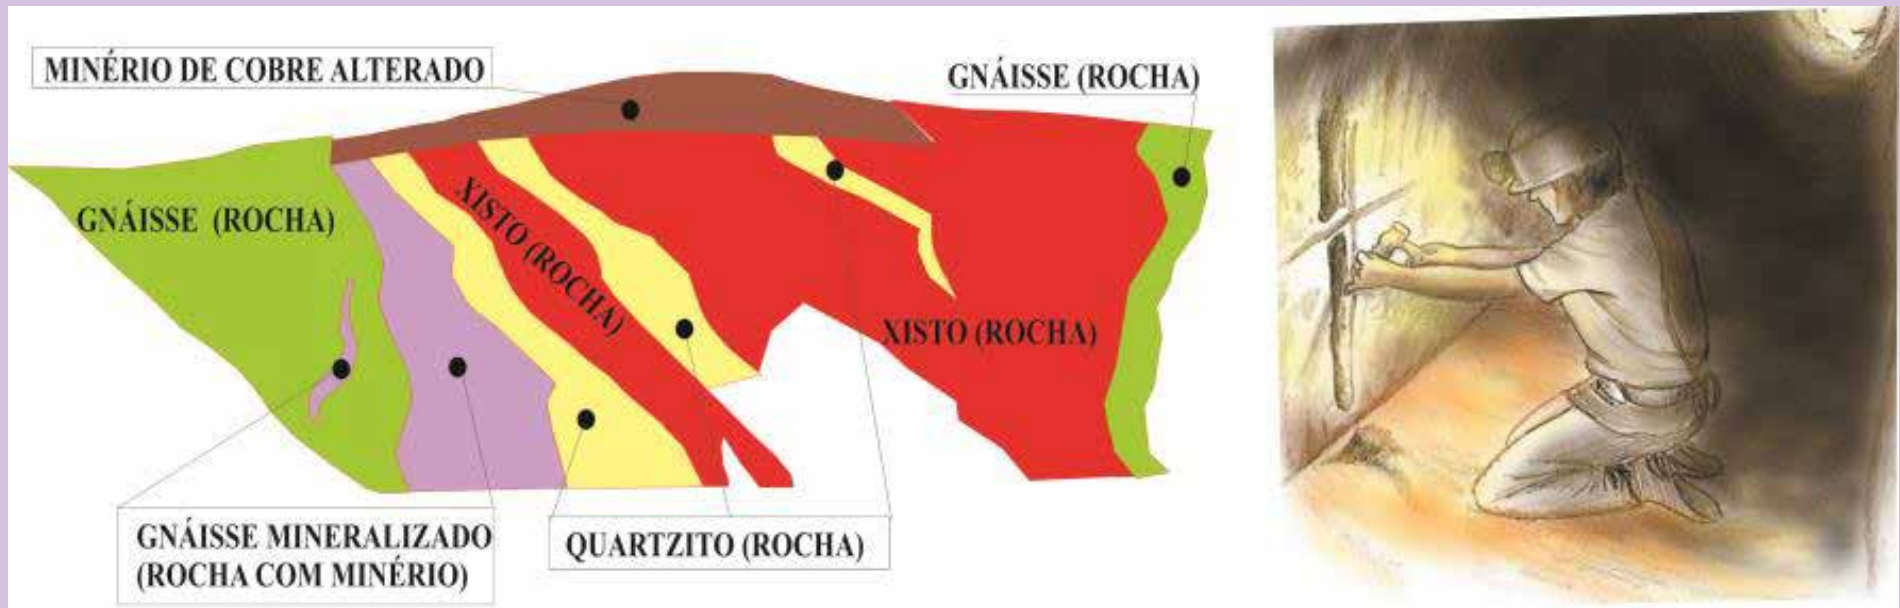 MINÉRIO DE COBRE ALTERADO
GNÁISSE (ROCHA)
GNÁISSE (ROCHA)
XISTO (ROCHA)
XISTO (ROCHA)
GNÁISSE MINERALIZADO
(ROCHA COM MINÉRIO)
QUARTZITO (ROCHA)